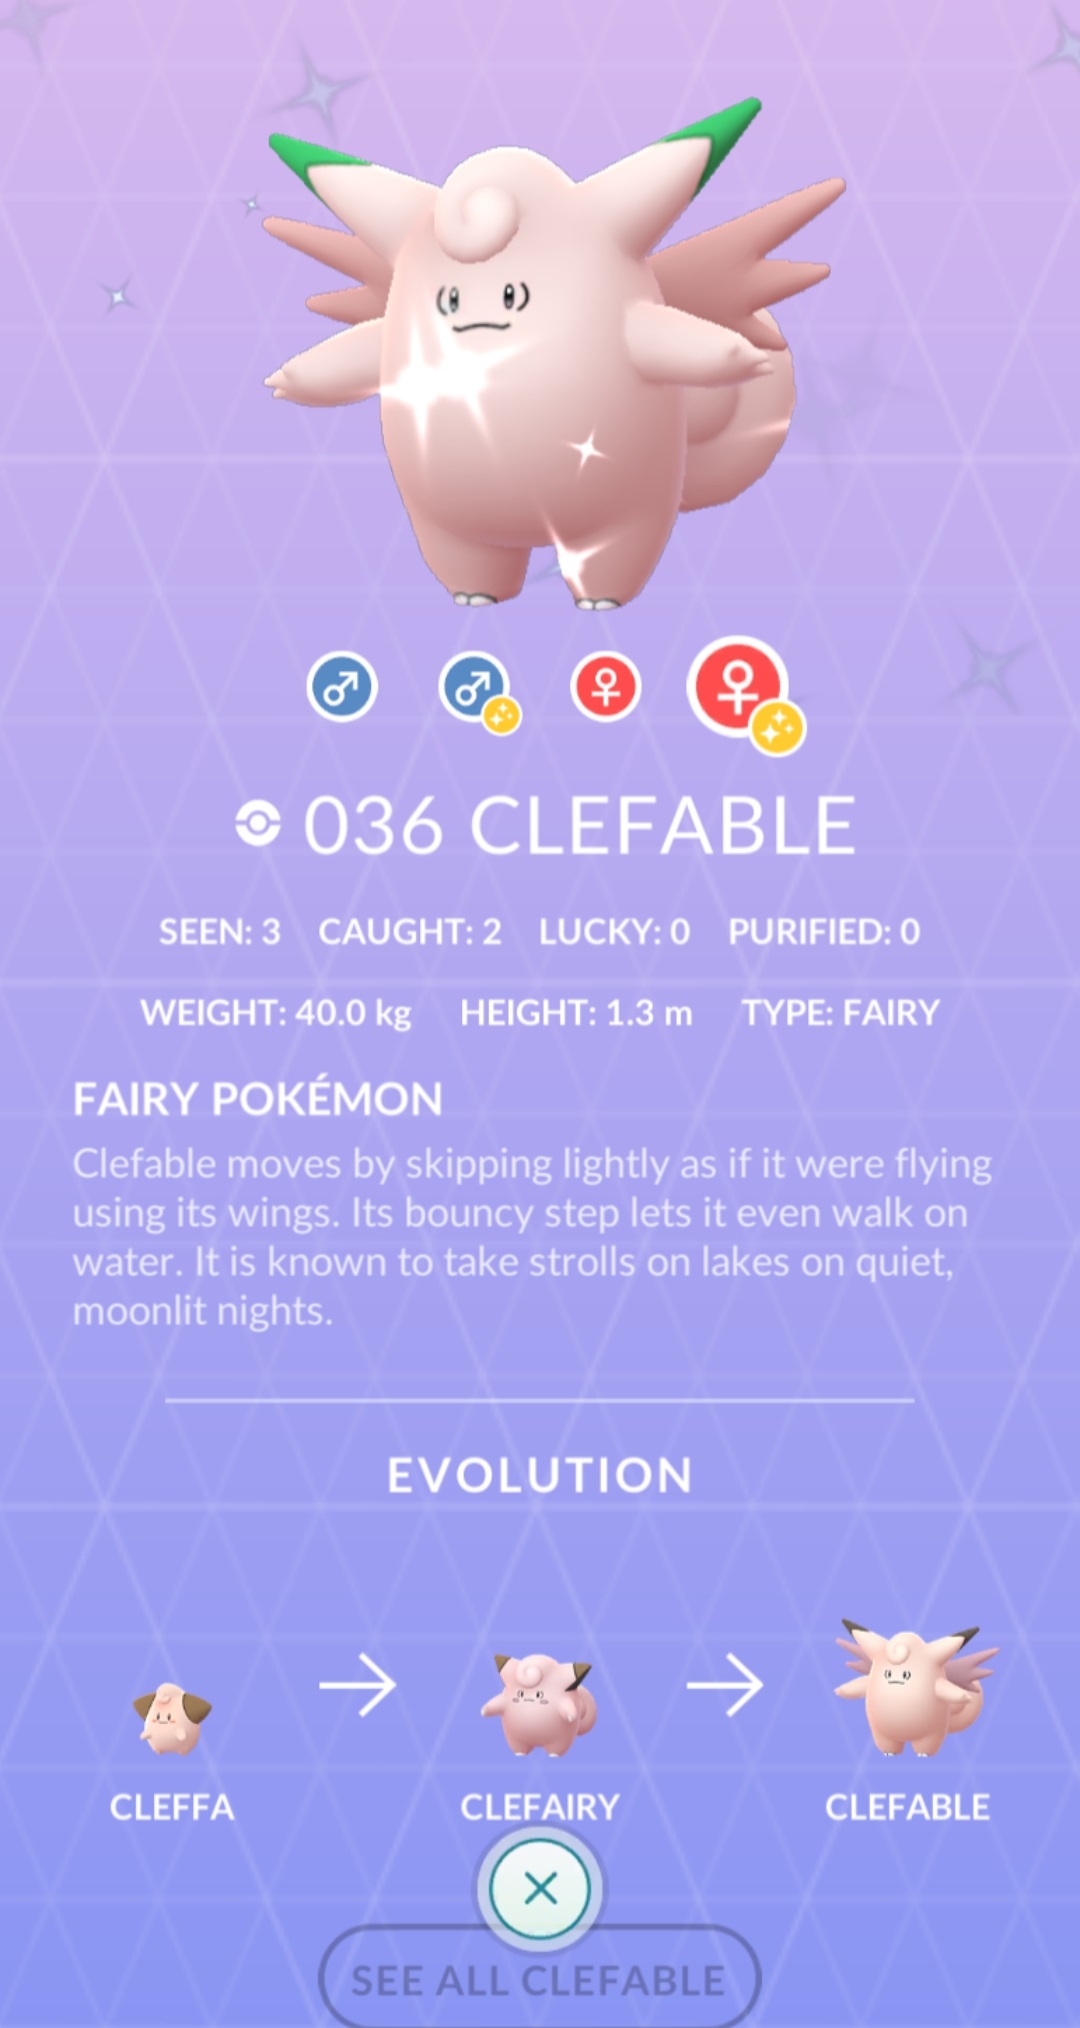 036 CLEFABLE
SEEN: 3 CAUGHT: 2 LUCKY: 0 PURIFIED: 0
WEIGHT: 40.0 kg HEIGHT: 1.3 m TYPE: FAIRY
FAIRY POKÉMON
Clefable moves by skipping lightly as if it were flying
using its wings. Its bouncy step lets it even walk on
water. It is known to take strolls on lakes on quiet,
moonlit nights.
EVOLUTION
CLEFFA CLEFAIRY CLEFABLE
SEE ALL CLEFABLE